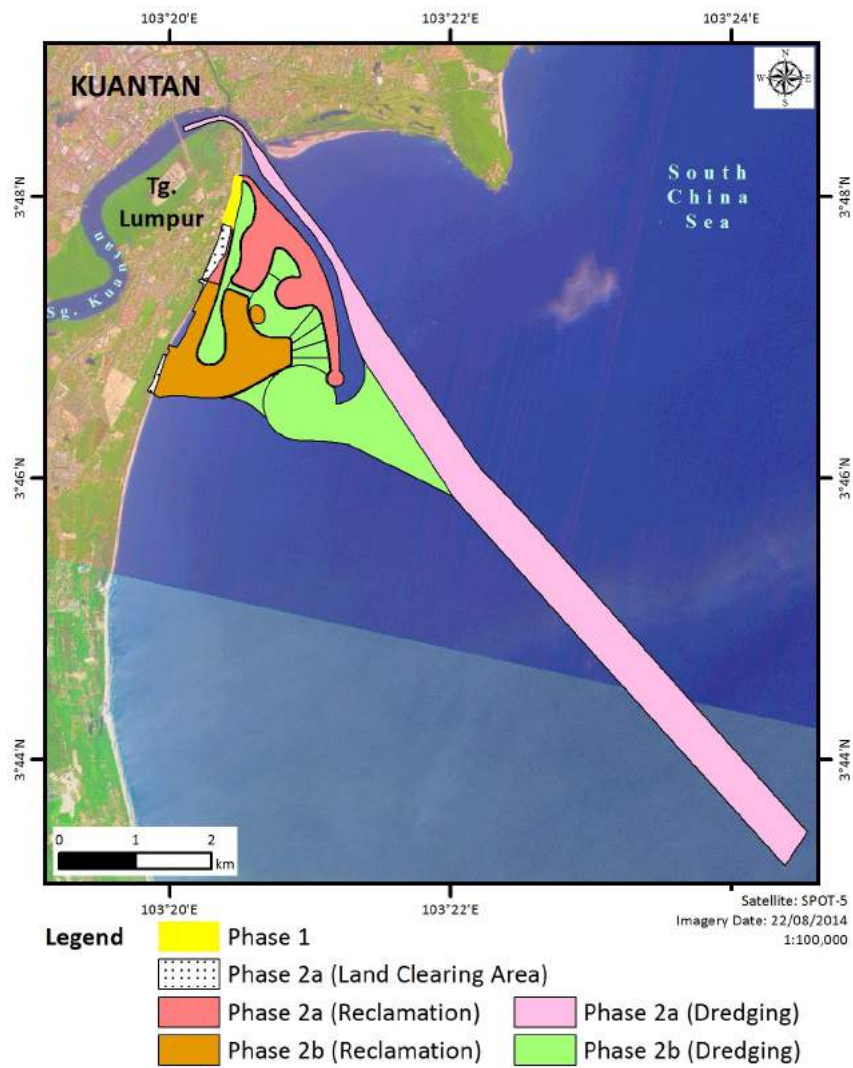 103°20'E 103°22'E 103°24'E
KUANTAN
N
W E
S
3°48'N 3°48'N
Tg.
Lumpur
South
China
Sea
Sg. Kuantan
3°46'N 3°46'N
3°44'N 3°44'N
0 1 2
km
103°20'E 103°22'E 103°24'E
Satellite: SPOT-5
Imagery Date: 22/08/2014
1:100,000
Legend
Phase 1
Phase 2a (Land Clearing Area)
Phase 2a (Reclamation) Phase 2a (Dredging)
Phase 2b (Reclamation) Phase 2b (Dredging)